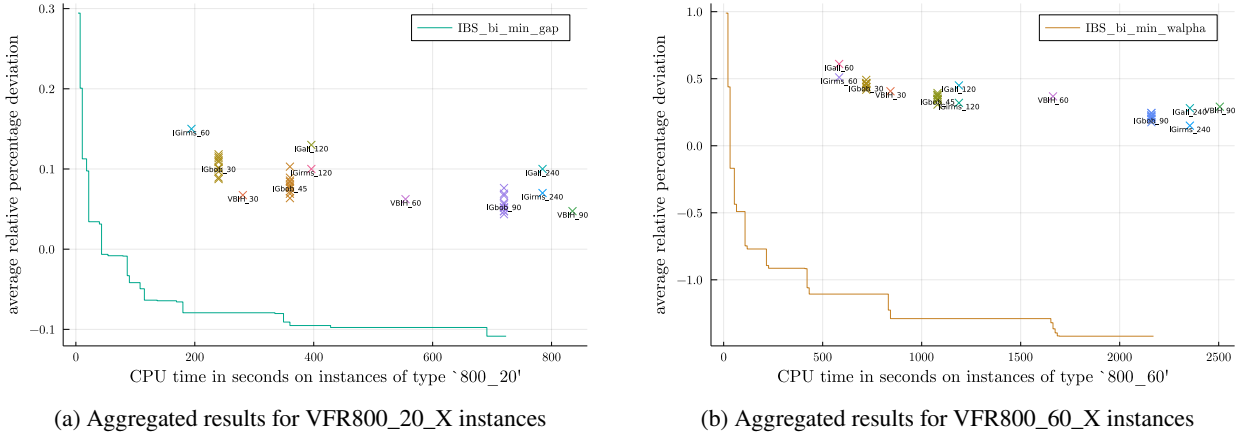 average relative percentage deviation
0.3
0.2
0.1
0.0
−0.1
IBS_bi_min_gap
IGirms_60
IGall_120
IGbob_30
IGirms_120
IGall_240
IGbob_45
VBIH_30
VBIH_60
IGirms_240
IGbob_90
VBIH_90
0
200
400
600
800
CPU time in seconds on instances of type `800_20'
(a) Aggregated results for VFR800_20_X instances
average relative percentage deviation
1.0
0.5
0.0
−0.5
−1.0
IBS_bi_min_walpha
IGall_60
IGirms_60
IGbob_30
VBIH_30
IGall_120
IGbob_45
IGirms_120
VBIH_60
IGall_240
VBIH_90
IGbob_90
IGirms_240
0
500
1000
1500
2000
2500
CPU time in seconds on instances of type `800_60'
(b) Aggregated results for VFR800_60_X instances